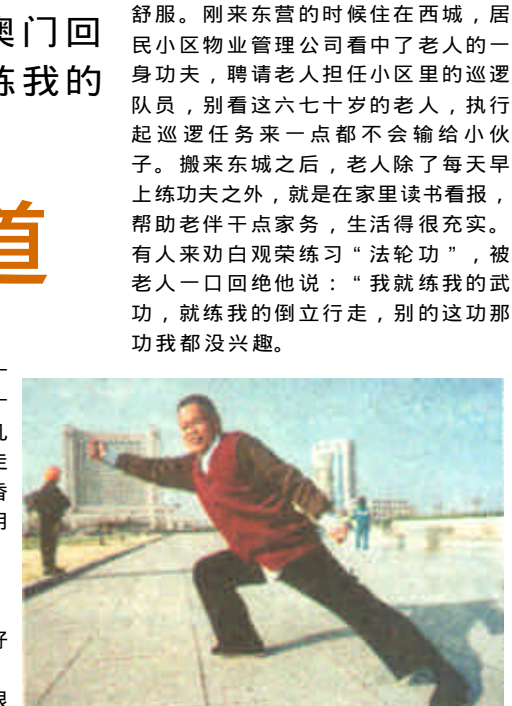 奥门回
练我的
道
舒服。刚来东营的时候住在西城，居
民小区物业管理公司看中了老人的一
身功夫，聘请老人担任小区里的巡逻
队员，别看这六七十岁的老人，执行
起巡逻任务来一点都不会输给小伙
子。搬来东城之后，老人除了每天早
上练功夫之外，就是在家里读书看报，
帮助老伴干点家务，生活得很充实。
有人来劝白观荣练习“法轮功”，被
老人一口回绝他说：“我就练我的武
功，就练我的倒立行走，别的这功那
功我都没兴趣。